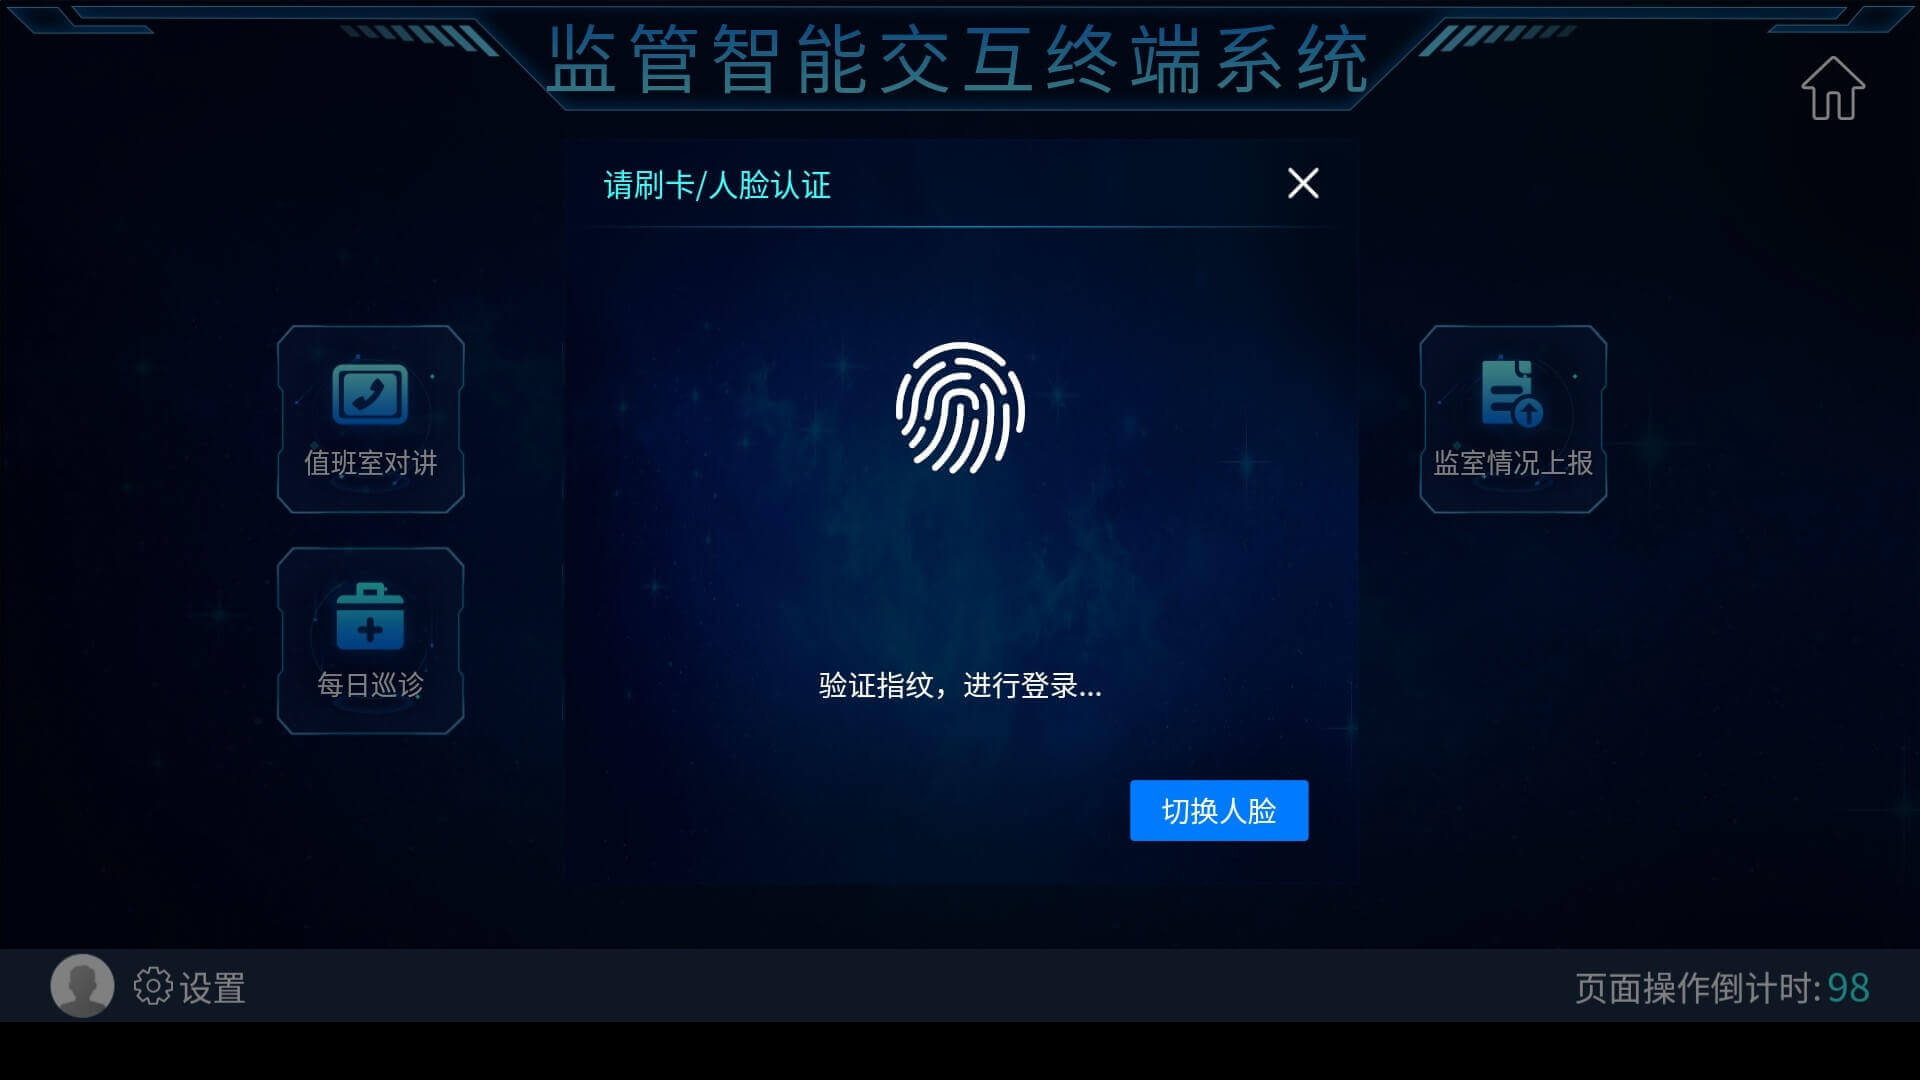 监管智能交互终端系统
请刷卡/人脸认证
值班室对讲
监室情况上报
每日巡诊
验证指纹，进行登录...
切换人脸
设置
页面操作倒计时:98